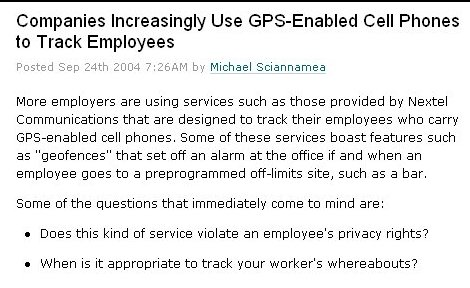 Companies Increasingly Use GPS-Enabled Cell Phones
to Track Employees
Posted Sep 24th 2004 7:26AM by Michael Sciannamea
More employers are using services such as those provided by Nextel
Communications that are designed to track their employees who carry
GPS-enabled cell phones. Some of these services boast features such
as "geofences" that set off an alarm at the office if and when an
employee goes to a preprogrammed off-limits site, such as a bar.
Some of the questions that immediately come to mind are:
• Does this kind of service violate an employee's privacy rights?
• When is it appropriate to track your worker's whereabouts?